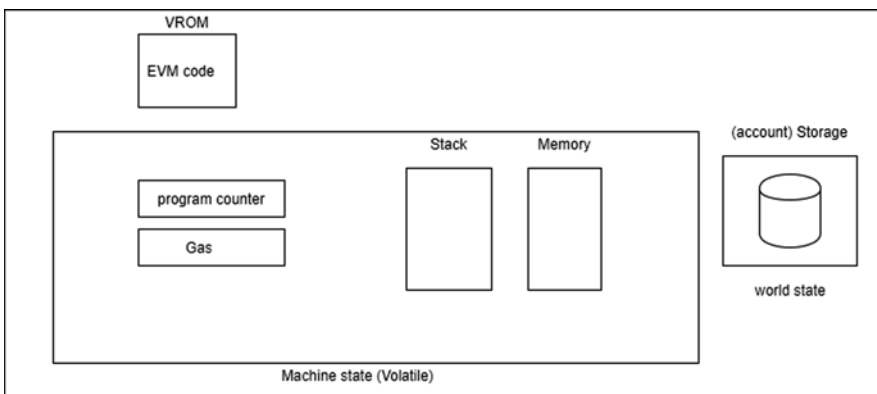 VROM
EVM code
(account) Storage
Stack
Memory
program counter
Gas
world state
Machine state (Volatile)